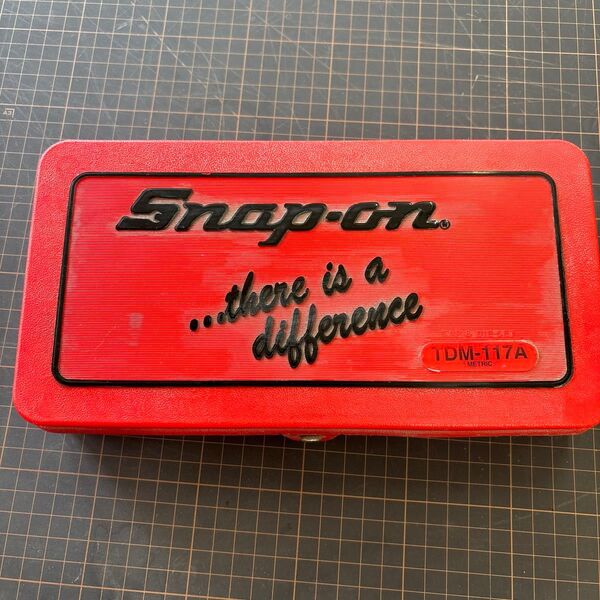 Snap-on®
...there is a
difference
TDM-117A
METRIC